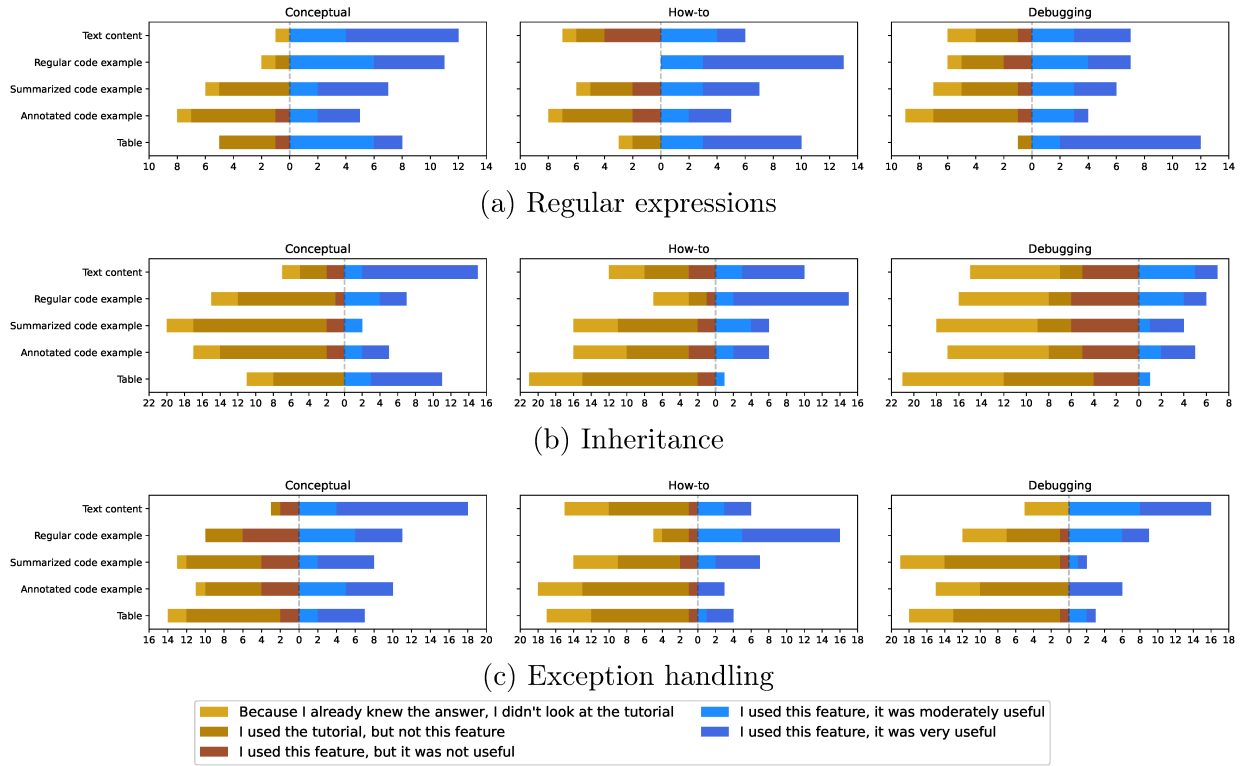 Conceptual How-to Debugging
Text content
Regular code example
Summarized code example
Annotated code example
Table
10 8 6 4 2 0 2 4 6 8 10 12 14 10 8 6 4 2 0 2 4 6 8 10 12 14 10 8 6 4 2 0 2 4 6 8 10 12 14
(a) Regular expressions
Conceptual How-to Debugging
Text content
Regular code example
Summarized code example
Annotated code example
Table
22 20 18 16 14 12 10 8 6 4 2 0 2 4 6 8 10 12 14 16 22 20 18 16 14 12 10 8 6 4 2 0 2 4 6 8 10 12 14 16 22 20 18 16 14 12 10 8 6 4 2 0 2 4 6 8
(b) Inheritance
Conceptual How-to Debugging
Text content
Regular code example
Summarized code example
Annotated code example
Table
16 14 12 10 8 6 4 2 0 2 4 6 8 10 12 14 16 18 20 20 18 16 14 12 10 8 6 4 2 0 2 4 6 8 10 12 14 16 18 20 18 16 14 12 10 8 6 4 2 0 2 4 6 8 10 12 14 16 18
(c) Exception handling
Because I already knew the answer, I didn't look at the tutorial
I used the tutorial, but not this feature
I used this feature, but it was not useful
I used this feature, it was moderately useful
I used this feature, it was very useful